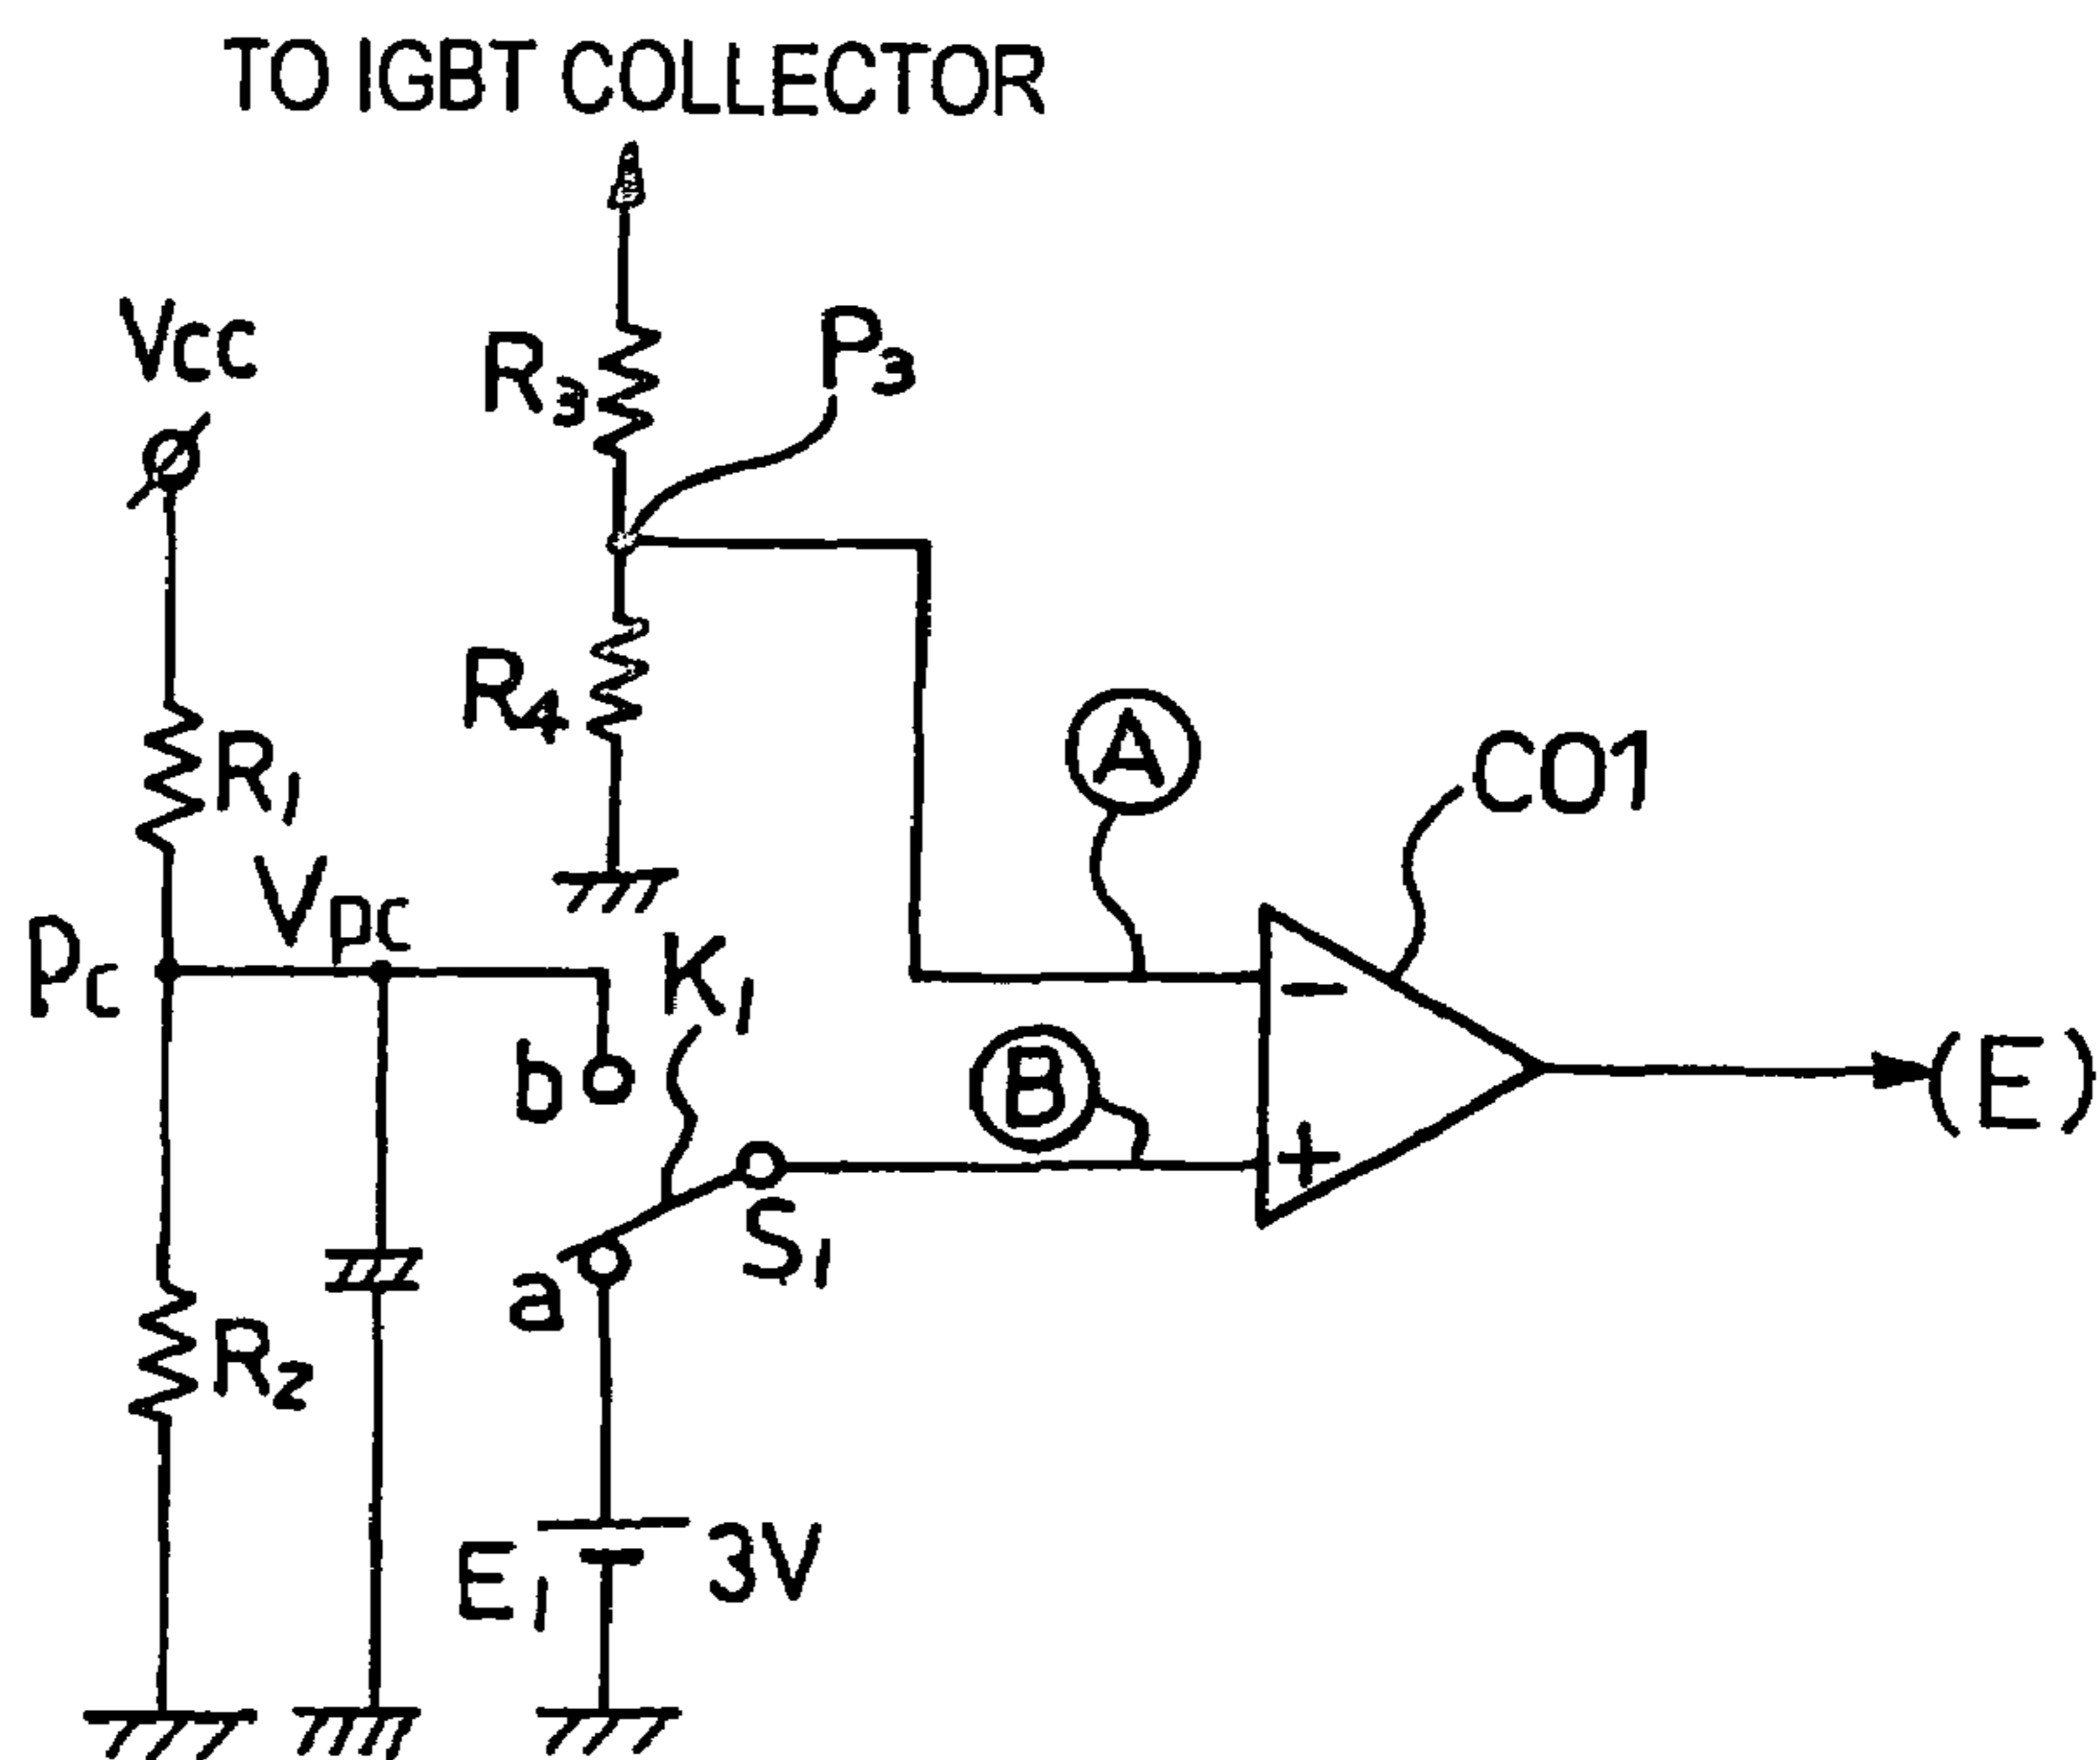 TO IGBT COLLECTOR
Vcc
R3
P3
R4
R1
A
CO1
VPC
PC
K1
b
B
-
(E)
+
S1
a
R2
E1
3V